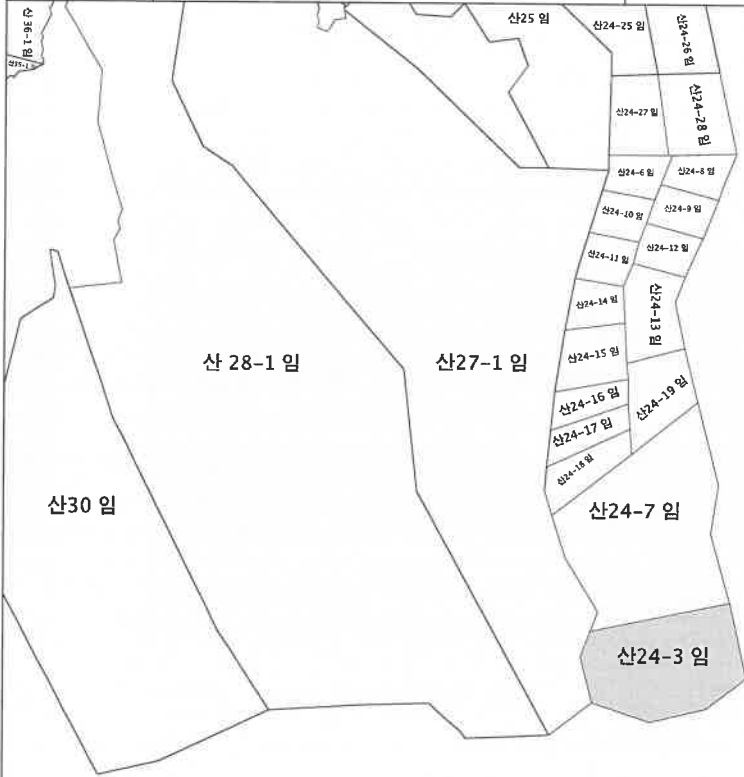 산36-1 임
산35-1 임
산25 임
산24-25 임
산24-26 임
산24-27 임
산24-28 임
산24-6 임
산24-8 임
산24-10 임
산24-9 임
산24-11 임
산24-12 임
산24-14 임
산24-13 임
산24-15 임
산 28-1 임
산27-1 임
산24-16 임
산24-19 임
산24-17 임
산24-18 임
산30 임
산24-7 임
산24-3 임